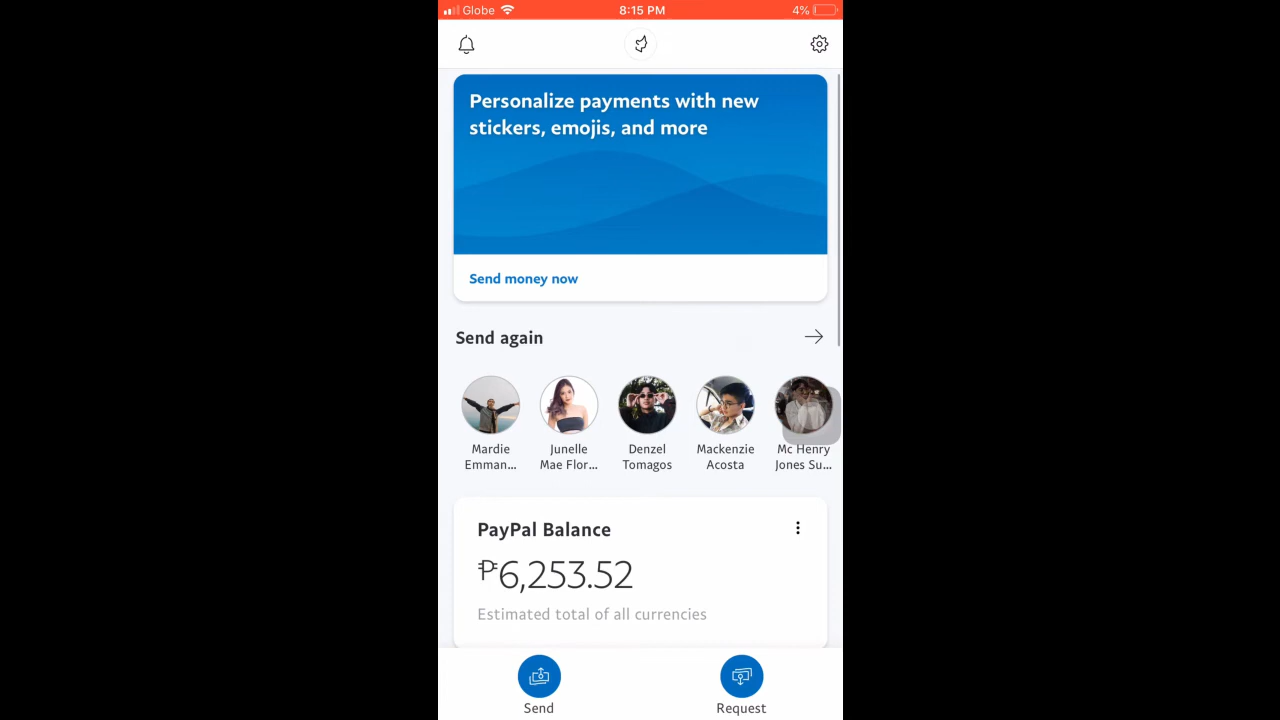 Globe
8:15 PM
4%
Personalize payments with new
stickers, emojis, and more
Send money now
Send again
Mardie
Emman...
Junelle
Mae Flor...
Denzel
Tomagos
Mackenzie
Acosta
Mc Henry
Jones Su...
PayPal Balance
₱6,253.52
Estimated total of all currencies
Send
Request